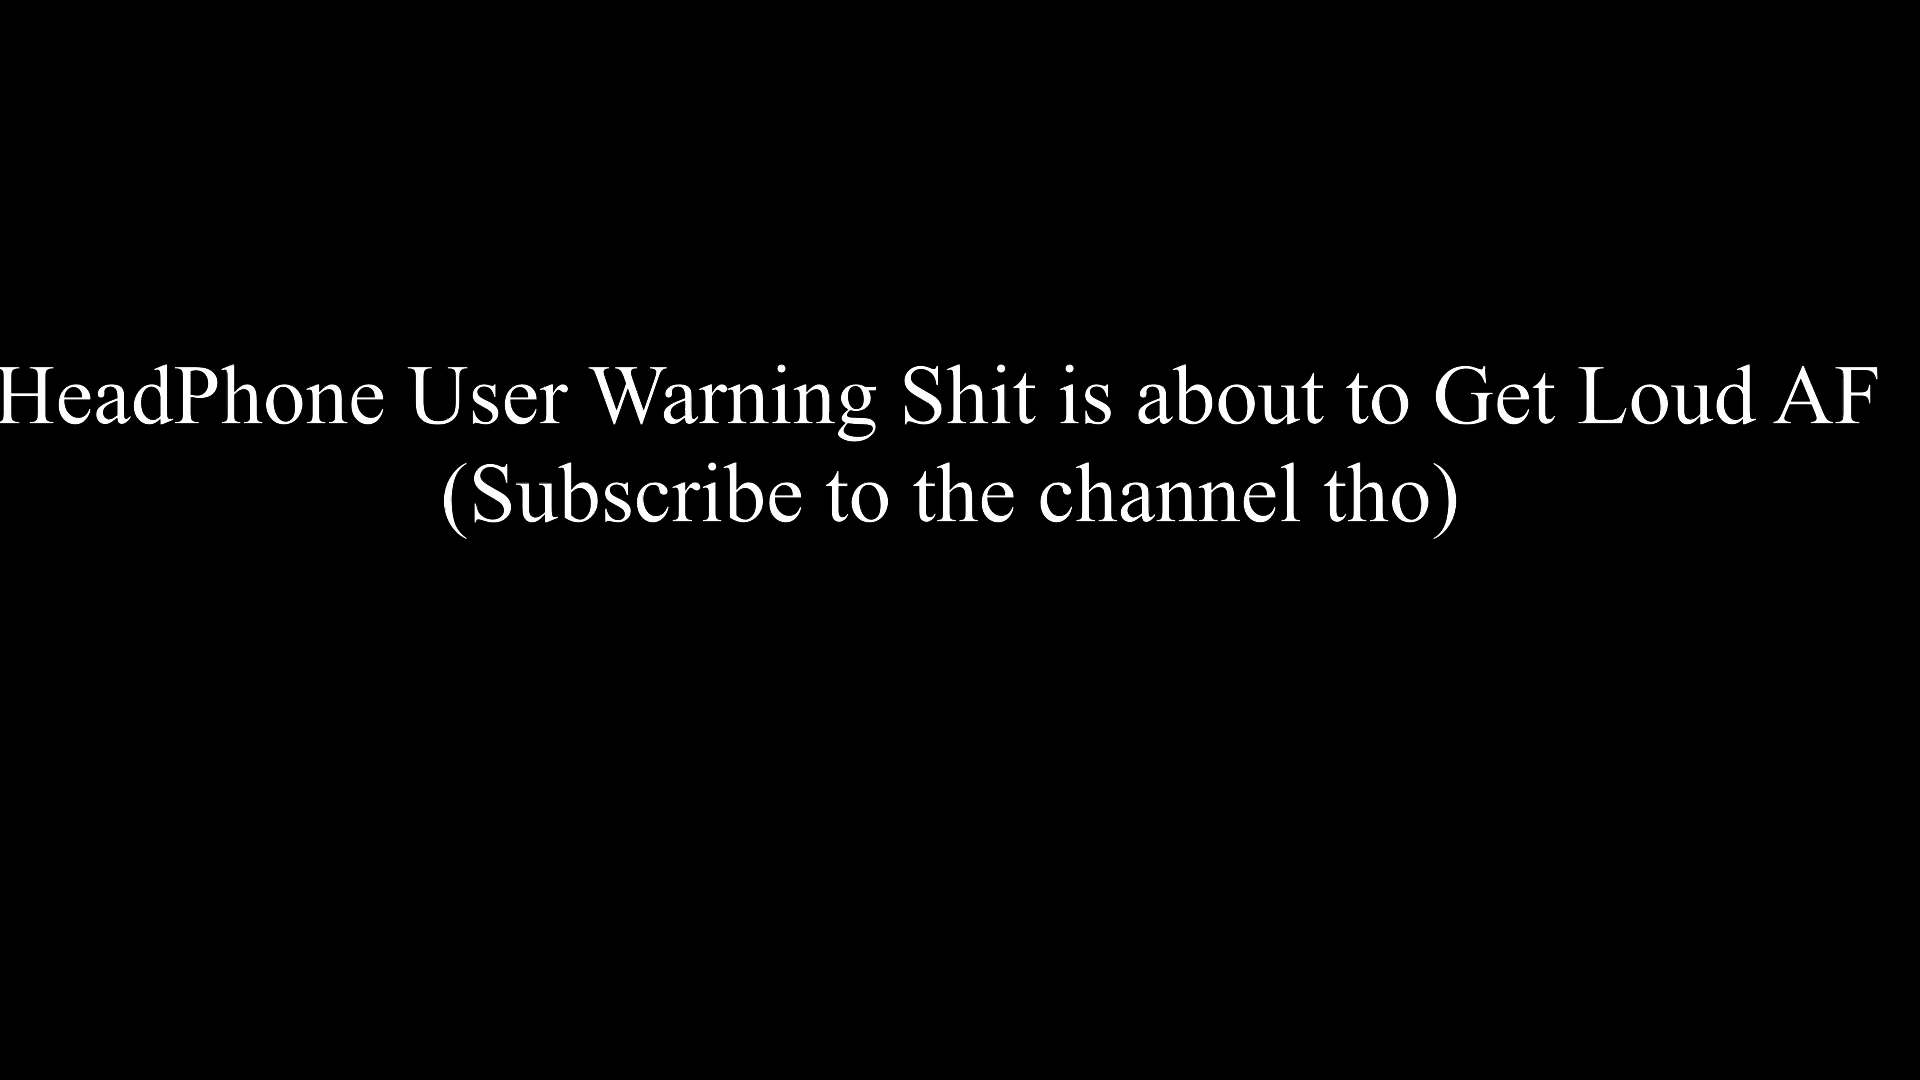 HeadPhone User Warning Shit is about to Get Loud AF
(Subscribe to the channel tho)